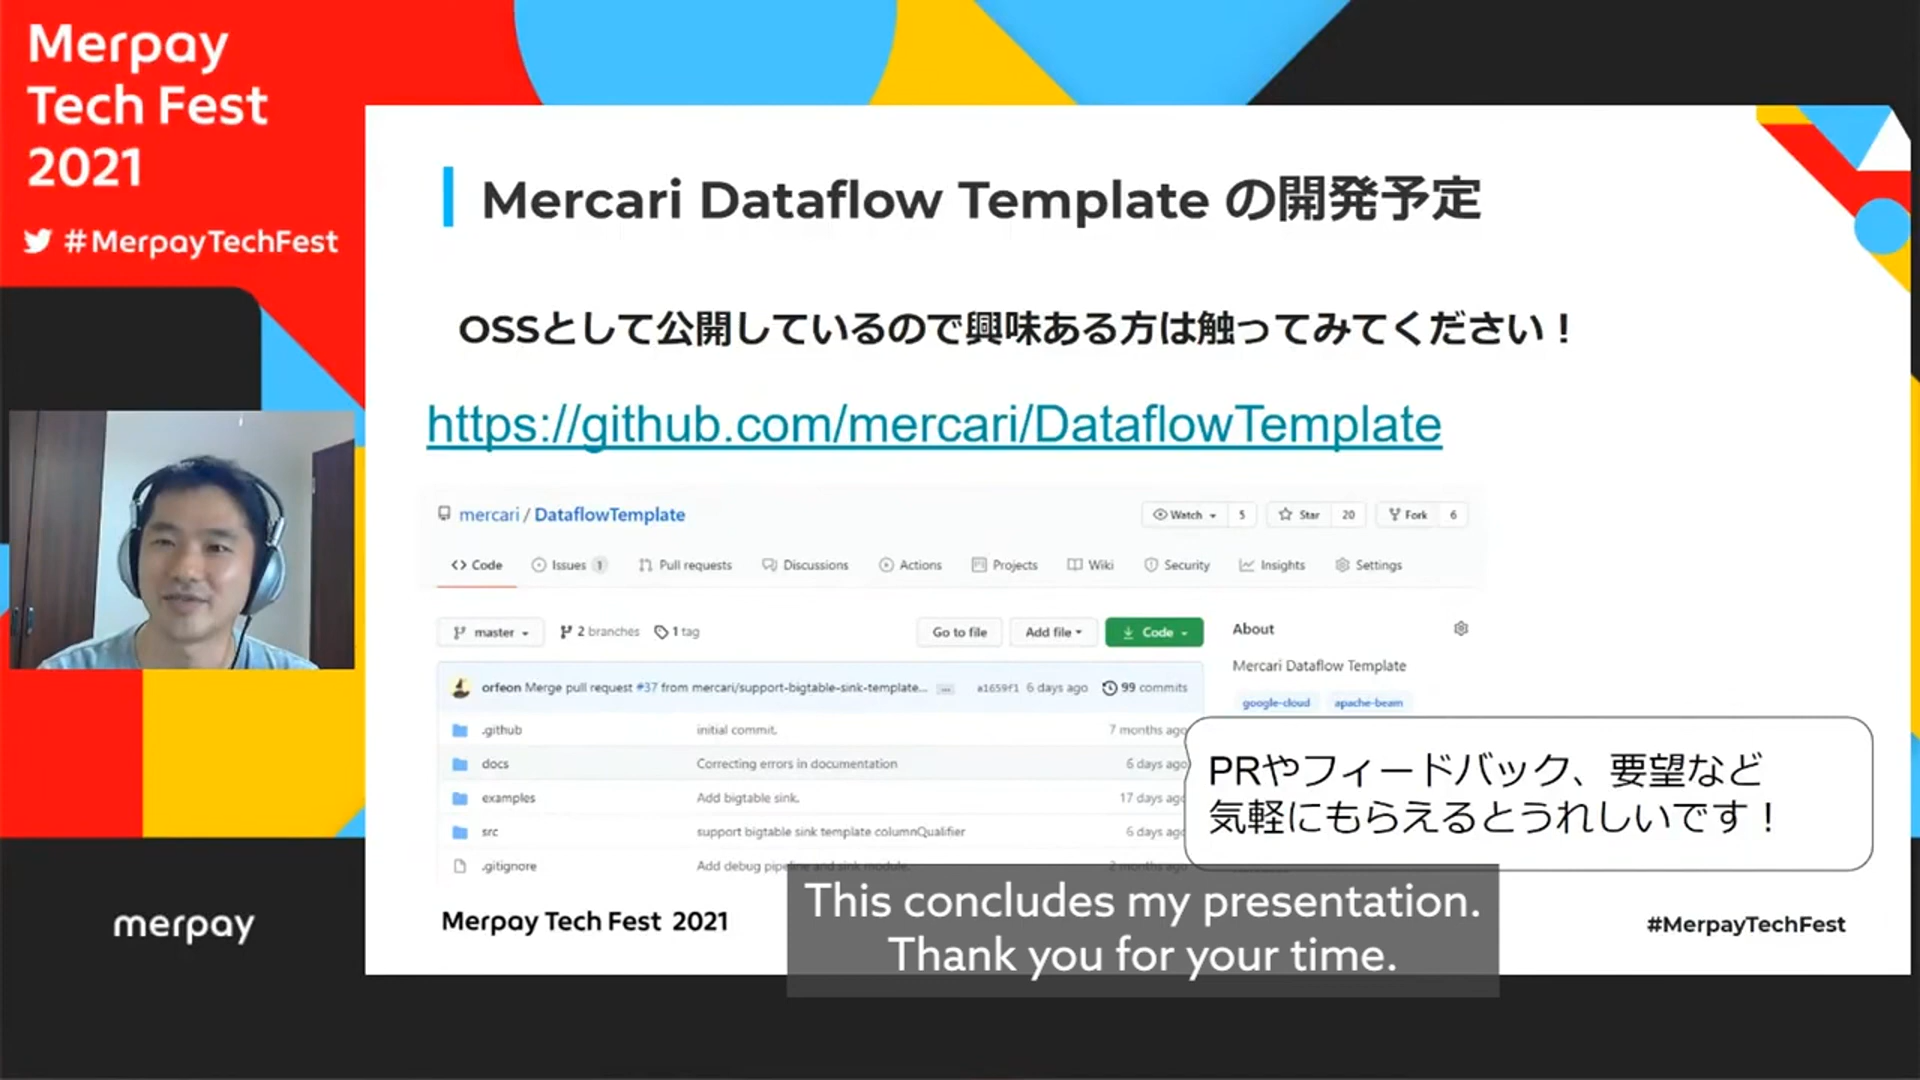 Merpay
Tech Fest
2021
#MerpayTechFest
Mercari Dataflow Template の開発予定
OSSとして公開しているので興味ある方は触ってみてください！
https://github.com/mercari/DataflowTemplate
mercari / DataflowTemplate
Watch 5 Star 20 Fork 6
Code Issues 1 Pull requests Discussions Actions Projects Wiki Security Insights Settings
master 2 branches 1 tag Go to file Add file Code
About
Mercari Dataflow Template
google-cloud apache-beam
orfeon Merge pull request #37 from mercari/support-bigtable-sink-template... a1659f1 6 days ago 99 commits
.github initial commit. 7 months ago
docs Correcting errors in documentation 6 days ago
examples Add bigtable sink. 17 days ago
src support bigtable sink template columnQualifier 6 days ago
.gitignore Add debug pipeline and sink module. 2 months ago
PRやフィードバック、要望など
気軽にもらえるとうれしいです！
This concludes my presentation.
Thank you for your time.
Merpay Tech Fest 2021
#MerpayTechFest
merpay